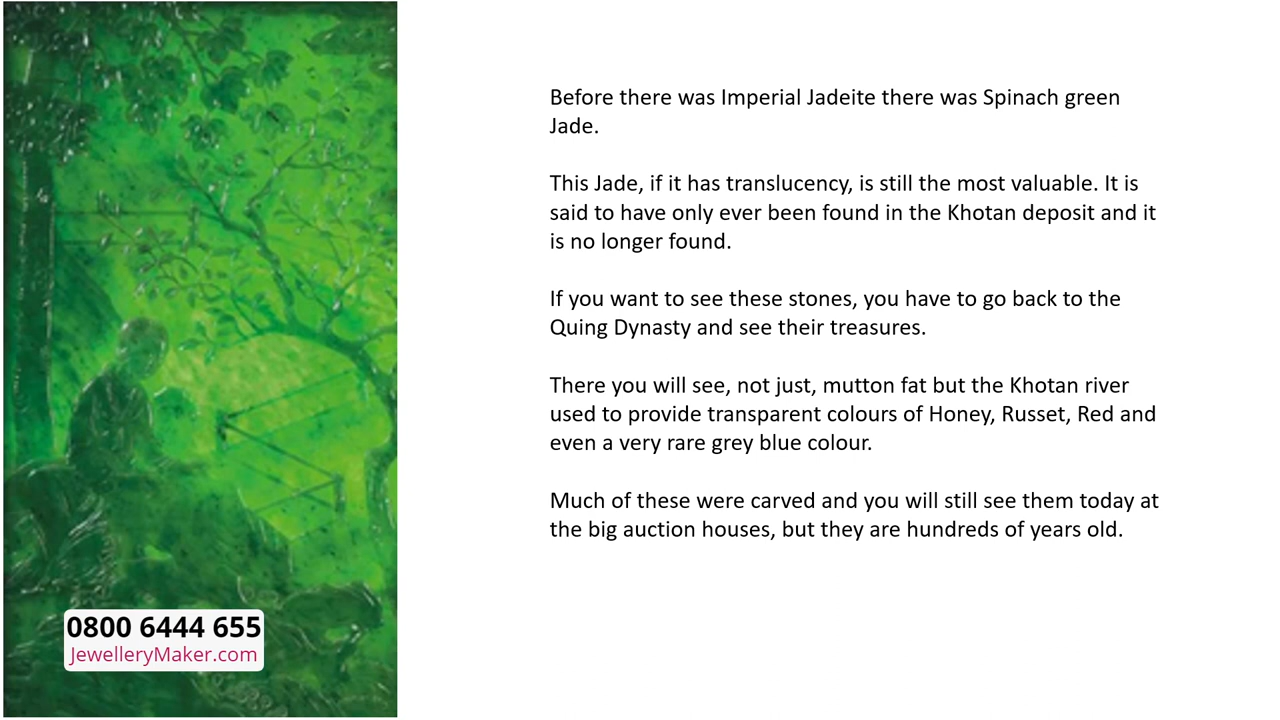 Before there was Imperial Jadeite there was Spinach green
Jade.
This Jade, if it has translucency, is still the most valuable. It is
said to have only ever been found in the Khotan deposit and it
is no longer found.
If you want to see these stones, you have to go back to the
Quing Dynasty and see their treasures.
There you will see, not just, mutton fat but the Khotan river
used to provide transparent colours of Honey, Russet, Red and
even a very rare grey blue colour.
Much of these were carved and you will still see them today at
the big auction houses, but they are hundreds of years old.
0800 6444 655
JewelleryMaker.com